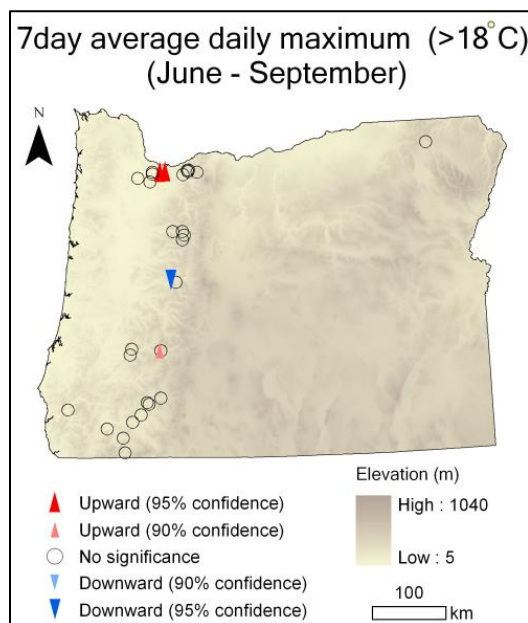 7day average daily maximum (>18°C)
(June - September)
N
Upward (95% confidence)
Upward (90% confidence)
No significance
Downward (90% confidence)
Downward (95% confidence)
Elevation (m)
High : 1040
Low : 5
100
km